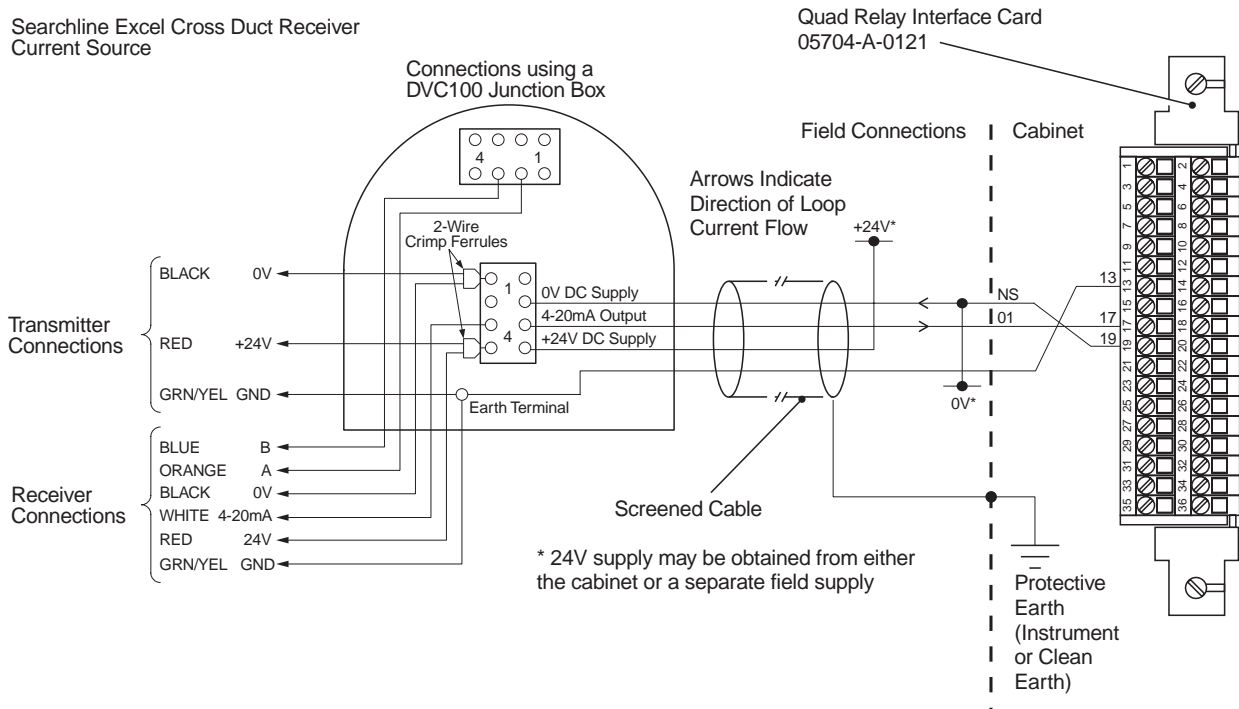 Searchline Excel Cross Duct Receiver
Current Source
Quad Relay Interface Card
05704-A-0121
Connections using a
DVC100 Junction Box
Field Connections
Cabinet
4 1
Arrows Indicate
Direction of Loop
Current Flow
+24V*
2-Wire
Crimp Ferrules
Transmitter
Connections
BLACK 0V
RED +24V
GRN/YEL GND
1
4
0V DC Supply
4-20mA Output
+24V DC Supply
Earth Terminal
NS
01
0V*
13
17
19
1 2
3 4
5 6
7 8
9 10
11 12
13 14
15 16
17 18
19 20
21 22
23 24
25 26
27 28
29 30
31 32
33 34
35 36
Receiver
Connections
BLUE B
ORANGE A
BLACK 0V
WHITE 4-20mA
RED 24V
GRN/YEL GND
Screened Cable
* 24V supply may be obtained from either
the cabinet or a separate field supply
Protective
Earth
(Instrument
or Clean
Earth)